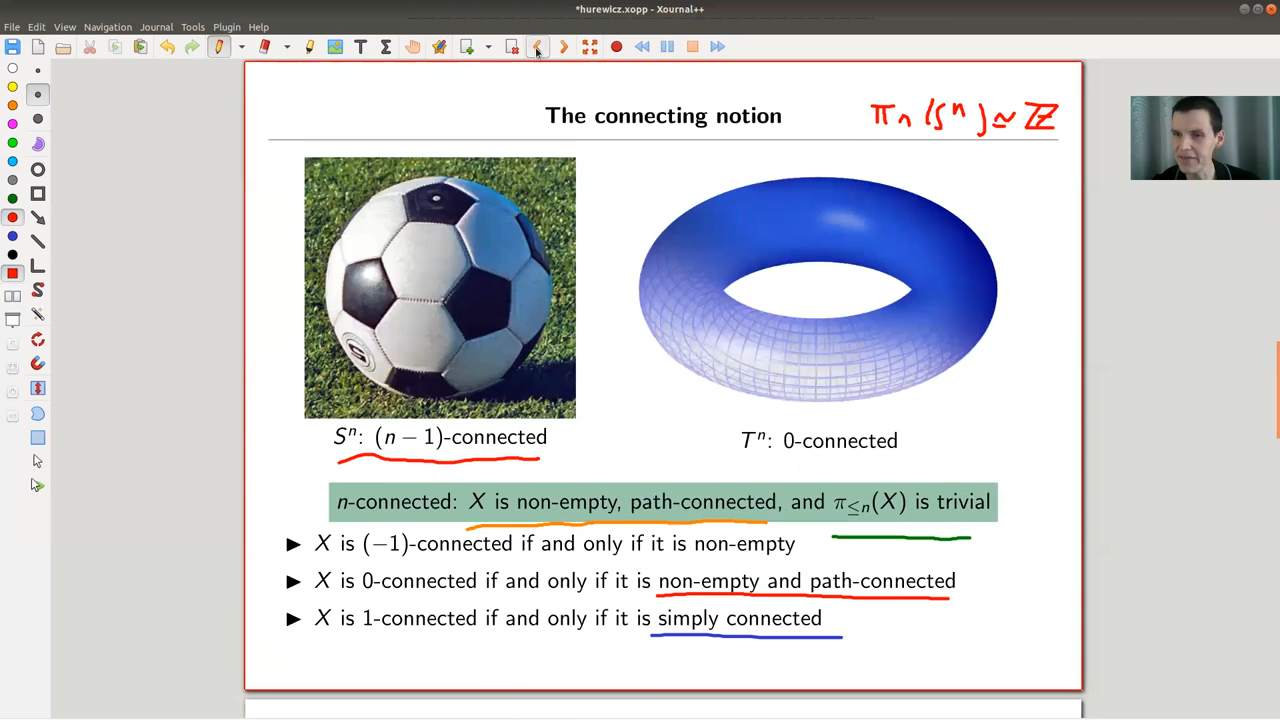 *hurewicz.xopp - Xournal++
File Edit View Navigation Journal Tools Plugin Help
The connecting notion
πn(Sⁿ) ≃ ℤ
Sⁿ: (n − 1)-connected
Tⁿ: 0-connected
n-connected: X is non-empty, path-connected, and π≤n(X) is trivial
▶ X is (−1)-connected if and only if it is non-empty
▶ X is 0-connected if and only if it is non-empty and path-connected
▶ X is 1-connected if and only if it is simply connected